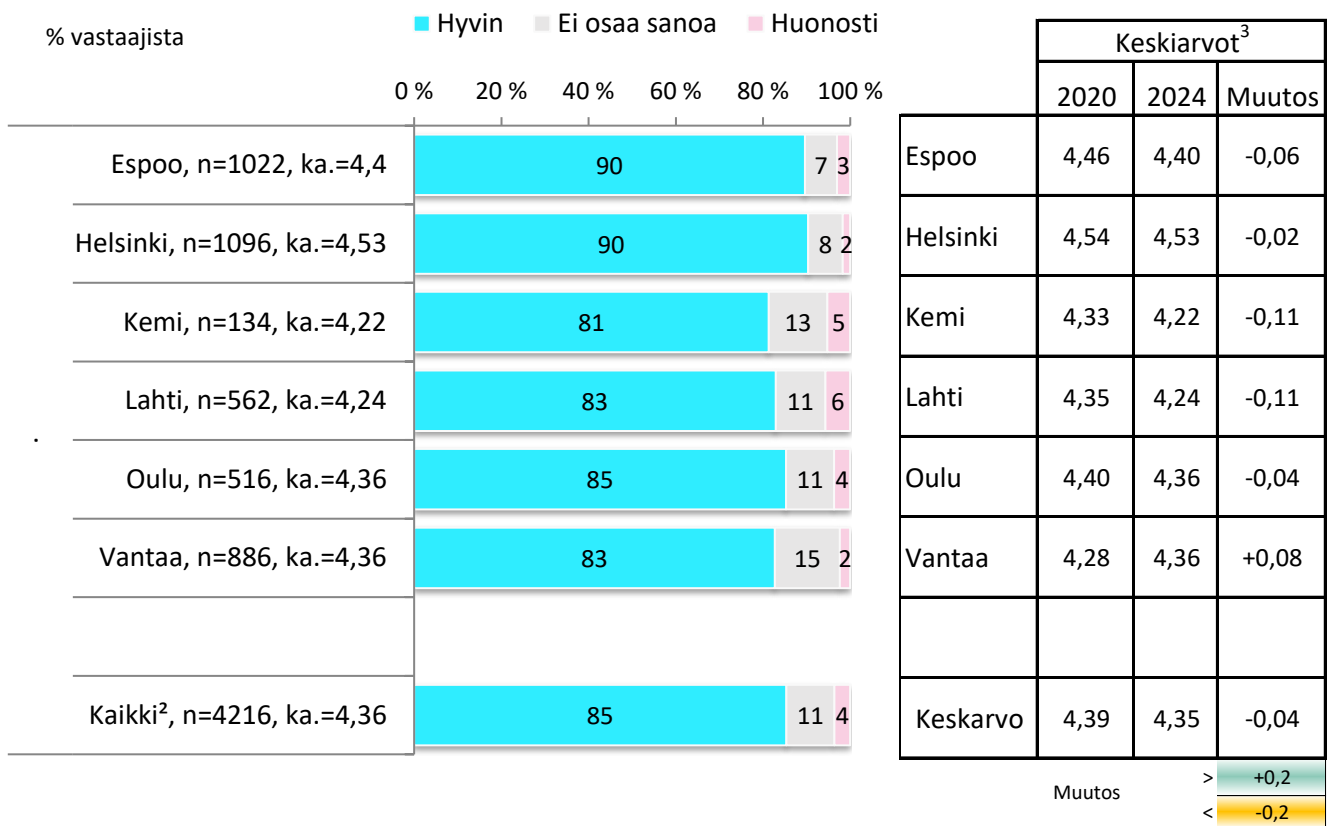 % vastaajista
Hyvin Ei osaa sanoa Huonosti
0 % 20 % 40 % 60 % 80 % 100 %
Espoo, n=1022, ka.=4,4 90 7 3
Helsinki, n=1096, ka.=4,53 90 8 2
Kemi, n=134, ka.=4,22 81 13 5
Lahti, n=562, ka.=4,24 83 11 6
.
Oulu, n=516, ka.=4,36 85 11 4
Vantaa, n=886, ka.=4,36 83 15 2
Kaikki², n=4216, ka.=4,36 85 11 4
Keskiarvot³
2020 2024 Muutos
Espoo 4,46 4,40 -0,06
Helsinki 4,54 4,53 -0,02
Kemi 4,33 4,22 -0,11
Lahti 4,35 4,24 -0,11
Oulu 4,40 4,36 -0,04
Vantaa 4,28 4,36 +0,08
Keskarvo 4,39 4,35 -0,04
Muutos
> +0,2
< -0,2